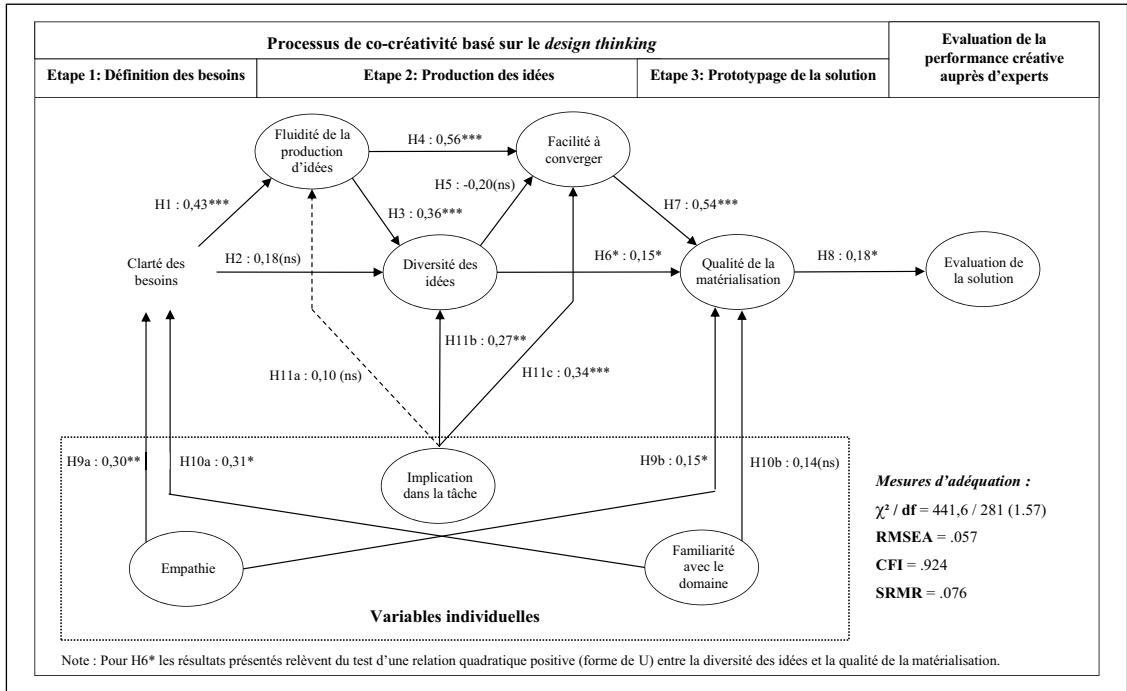 Processus de co-créativité basé sur le design thinking
Evaluation de la
performance créative
auprès d'experts
Etape 1: Définition des besoins
Etape 2: Production des idées
Etape 3: Prototypage de la solution
Fluidité de la
production
d'idées
H4 : 0,56***
Facilité à
converger
H5 : -0,20(ns)
H1 : 0,43***
H3 : 0,36***
H7 : 0,54***
Clarté des
besoins
H2 : 0,18(ns)
Diversité des
idées
H6* : 0,15*
Qualité de la
matérialisation
H8 : 0,18*
Evaluation de
la solution
H11b : 0,27**
H11a : 0,10 (ns)
H11c : 0,34***
H9a : 0,30**
H10a : 0,31*
Implication
dans la tâche
H9b : 0,15*
H10b : 0,14(ns)
Empathie
Familiarité
avec le
domaine
Variables individuelles
Mesures d'adéquation :
χ² / df = 441,6 / 281 (1.57)
RMSEA = .057
CFI = .924
SRMR = .076
Note : Pour H6* les résultats présentés relèvent du test d'une relation quadratique positive (forme de U) entre la diversité des idées et la qualité de la matérialisation.